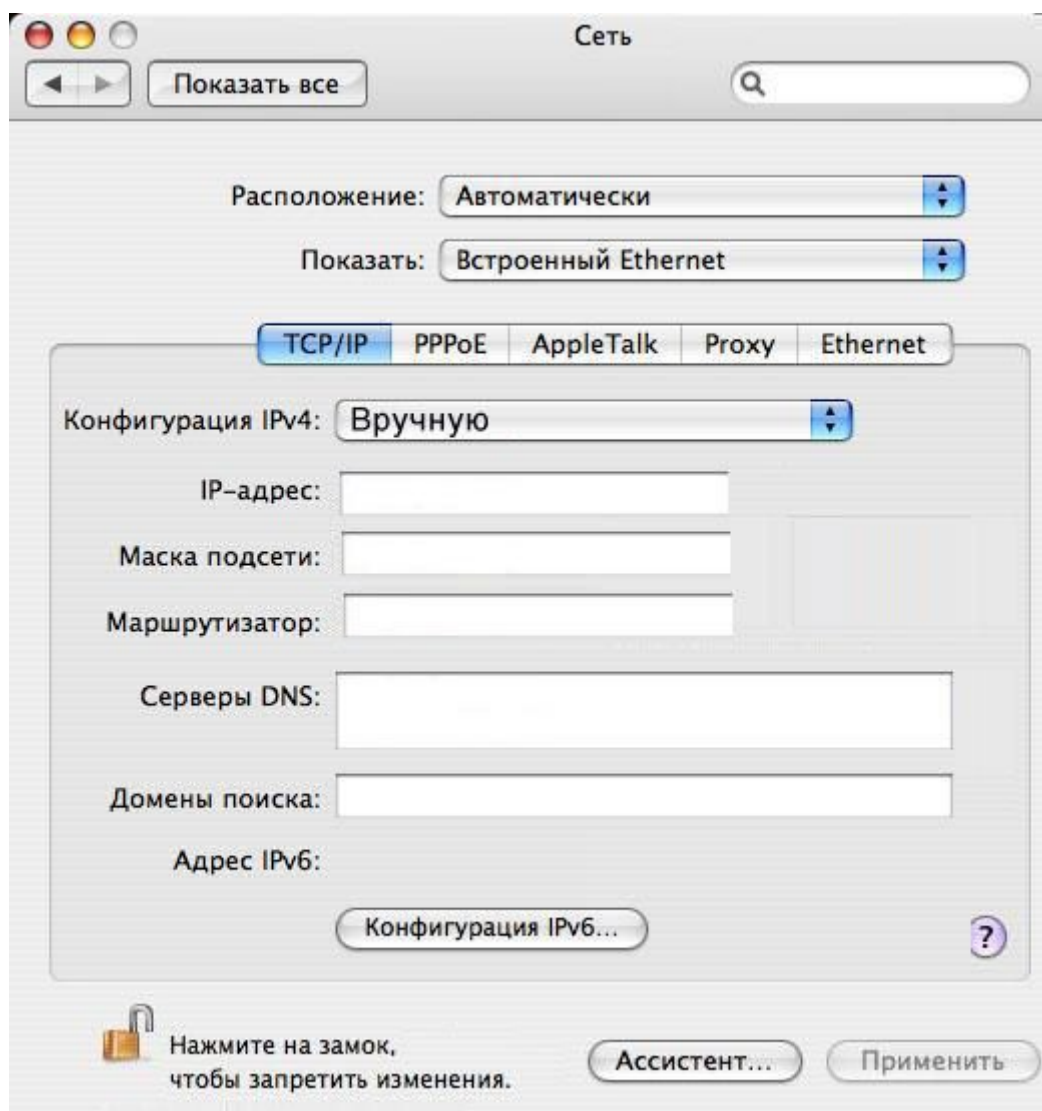 Сеть
Показать все
Расположение: Автоматически
Показать: Встроенный Ethernet
TCP/IP PPPoE AppleTalk Proxy Ethernet
Конфигурация IPv4: Вручную
IP-адрес:
Маска подсети:
Маршрутизатор:
Серверы DNS:
Домены поиска:
Адрес IPv6:
Конфигурация IPv6...
?
Нажмите на замок,
чтобы запретить изменения.
Ассистент... Применить